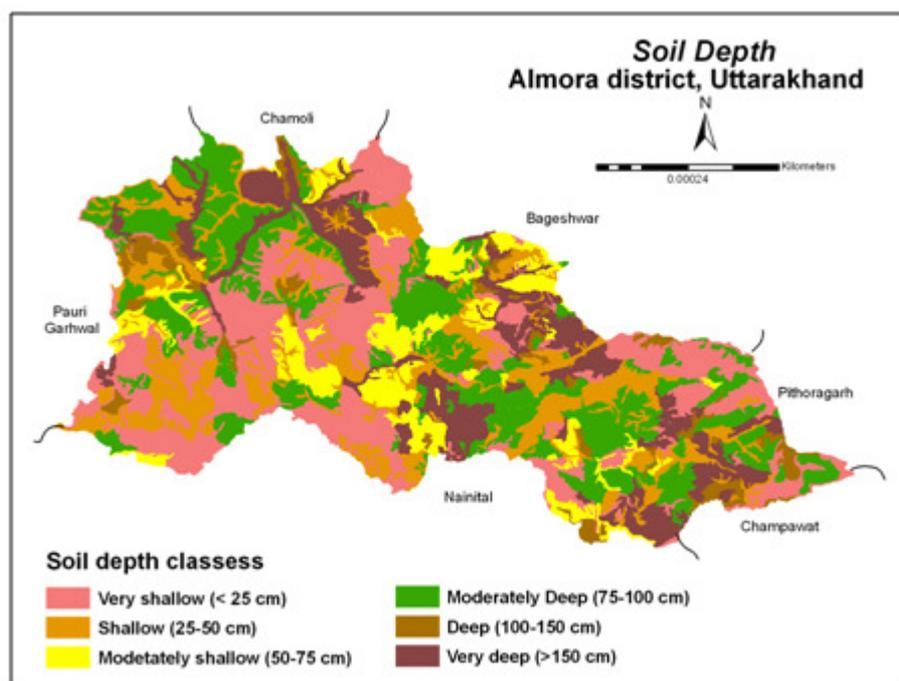 Soil Depth
Almora district, Uttarakhand
N
Kilometers
0.00024
Chamoli
Bageshwar
Pauri
Garhwal
Pithoragarh
Nainital
Champawat
Soil depth classess
Very shallow (< 25 cm)
Shallow (25-50 cm)
Modetately shallow (50-75 cm)
Moderately Deep (75-100 cm)
Deep (100-150 cm)
Very deep (>150 cm)